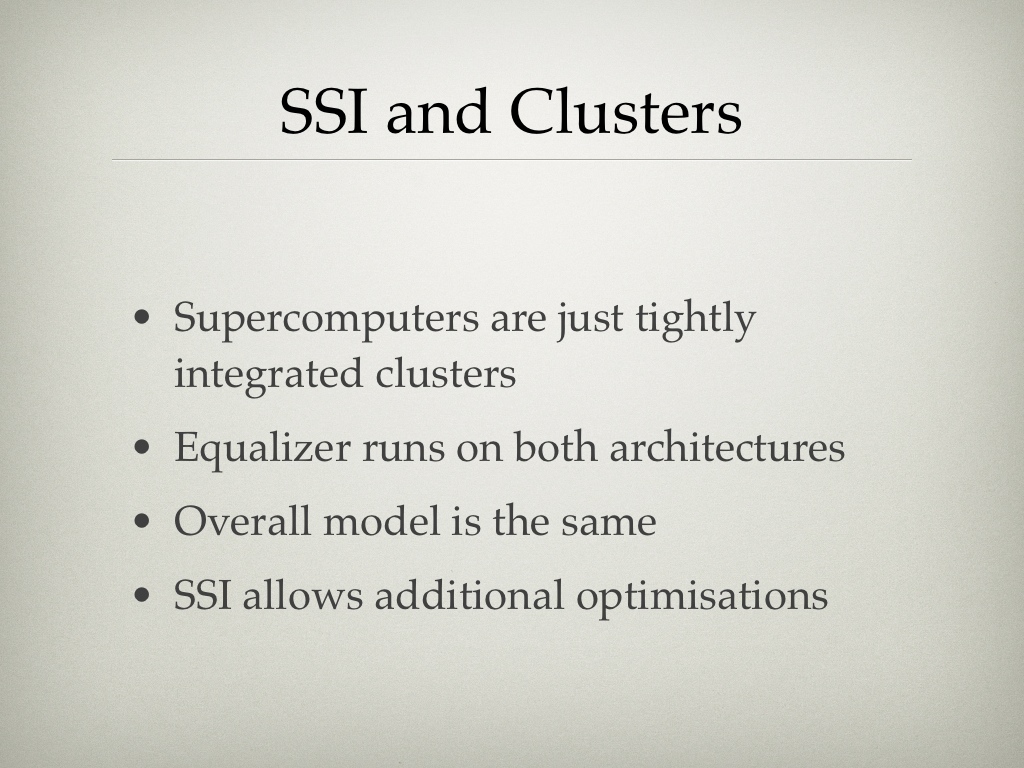 SSI and Clusters
• Supercomputers are just tightly
integrated clusters
• Equalizer runs on both architectures
• Overall model is the same
• SSI allows additional optimisations